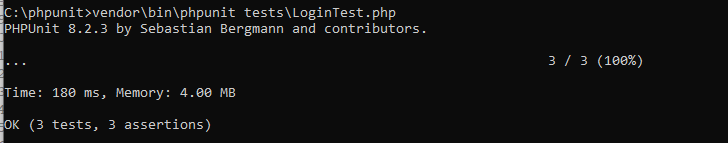 C:\phpunit>vendor\bin\phpunit tests\LoginTest.php
PHPUnit 8.2.3 by Sebastian Bergmann and contributors.
... 3 / 3 (100%)
Time: 180 ms, Memory: 4.00 MB
OK (3 tests, 3 assertions)